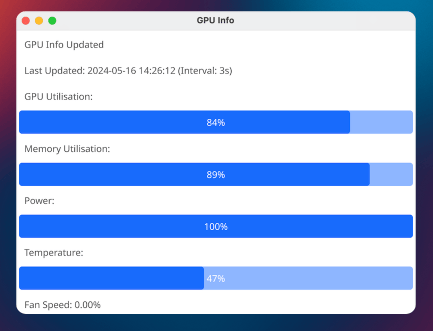 GPU Info
GPU Info Updated
Last Updated: 2024-05-16 14:26:12 (Interval: 3s)
GPU Utilisation:
84%
Memory Utilisation:
89%
Power:
100%
Temperature:
47%
Fan Speed: 0.00%